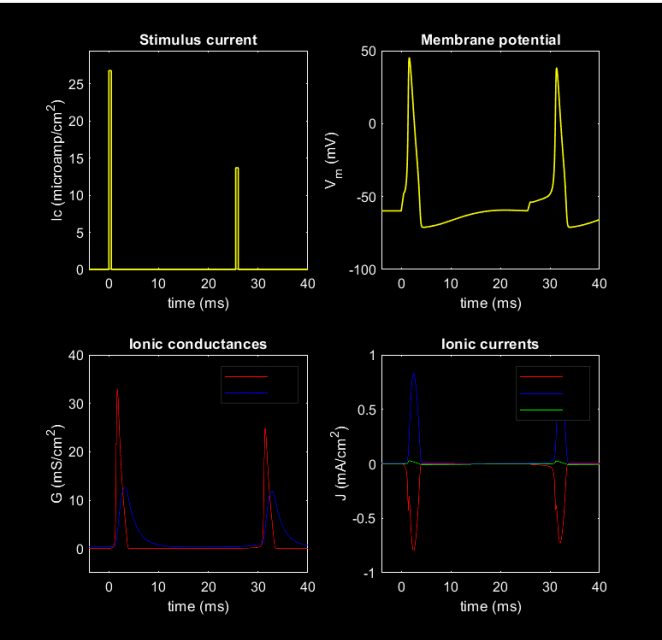 Stimulus current
Ic (microamp/cm²)
25
20
15
10
5
0
0 10 20 30 40
time (ms)
Membrane potential
V_m (mV)
50
0
-50
-100
0 10 20 30 40
time (ms)
Ionic conductances
G (mS/cm²)
40
30
20
10
0
0 10 20 30 40
time (ms)
Ionic currents
J (mA/cm²)
1
0.5
0
-0.5
-1
0 10 20 30 40
time (ms)